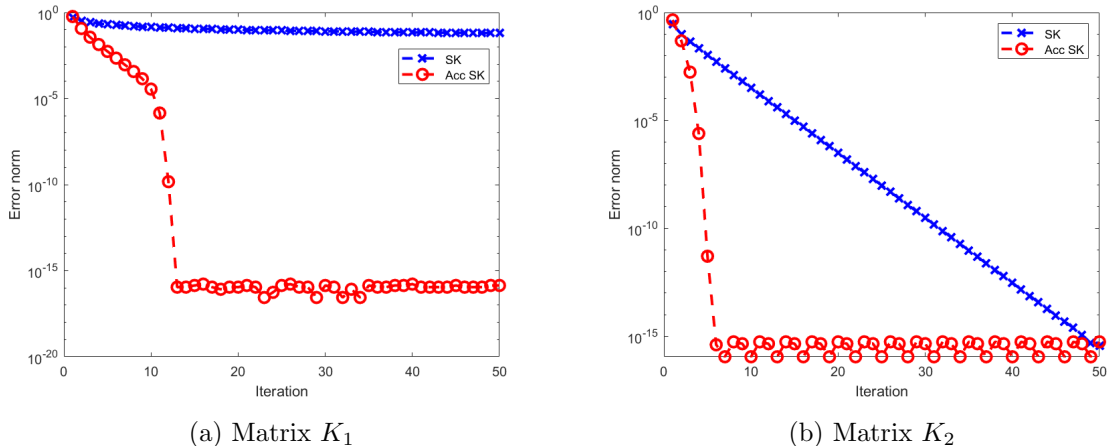 10^0
10^-5
10^-10
10^-15
10^-20
Error norm
0 10 20 30 40 50
Iteration
SK
Acc SK
(a) Matrix K_1
10^0
10^-5
10^-10
10^-15
Error norm
0 10 20 30 40 50
Iteration
SK
Acc SK
(b) Matrix K_2